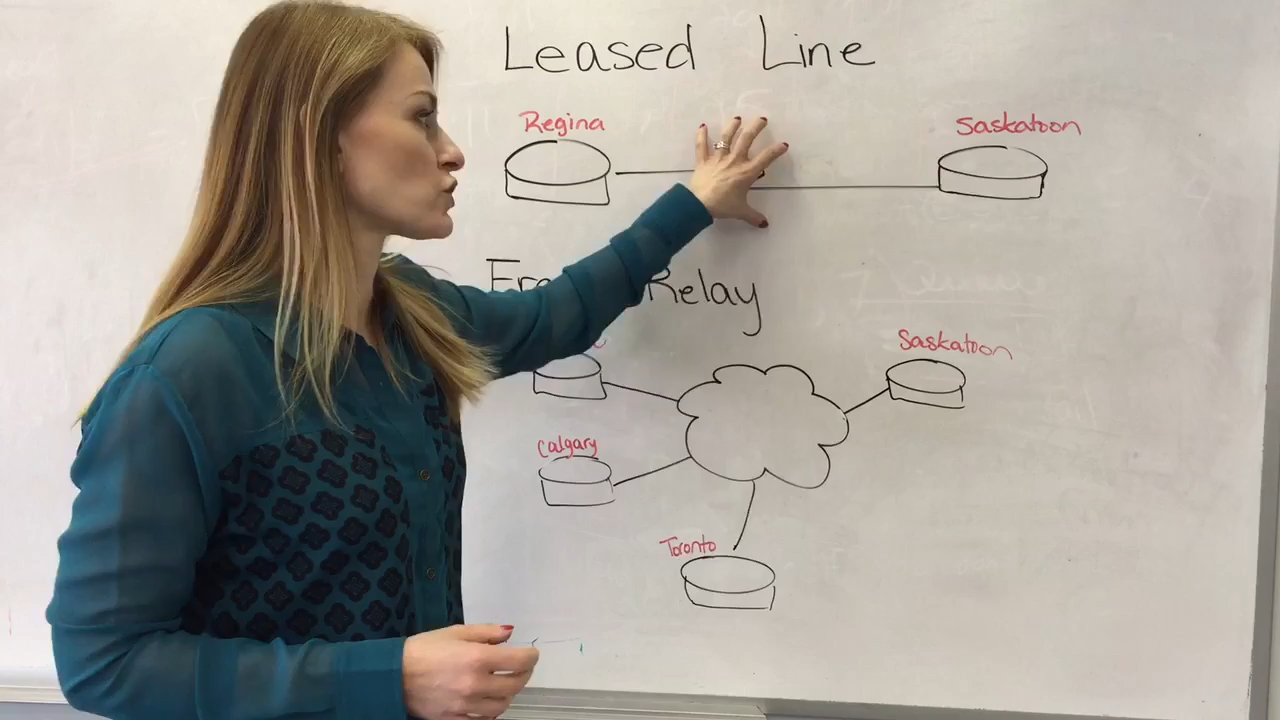 Leased Line
Regina
Saskatoon
Relay
Saskatoon
Calgary
Toronto